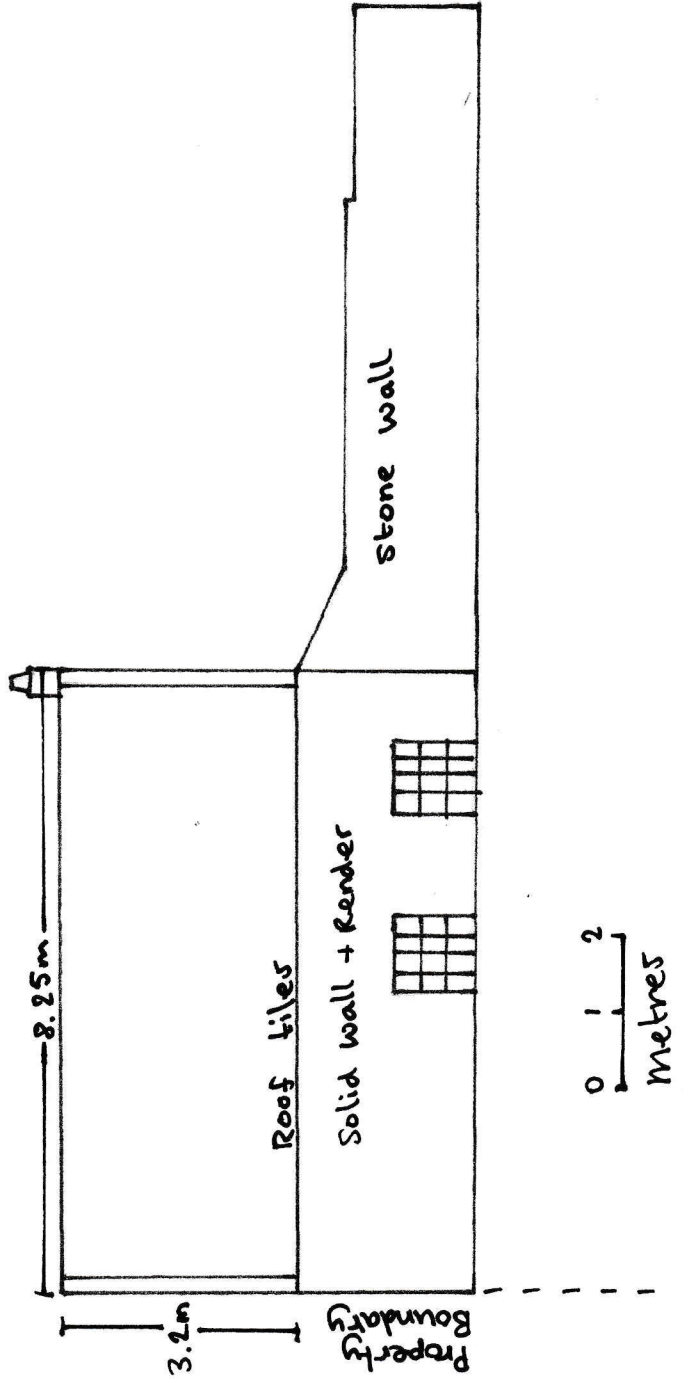 8.25m
3.2m
Roof tiles
Solid wall + Render
stone wall
Property
Boundary
0 1 2
metres